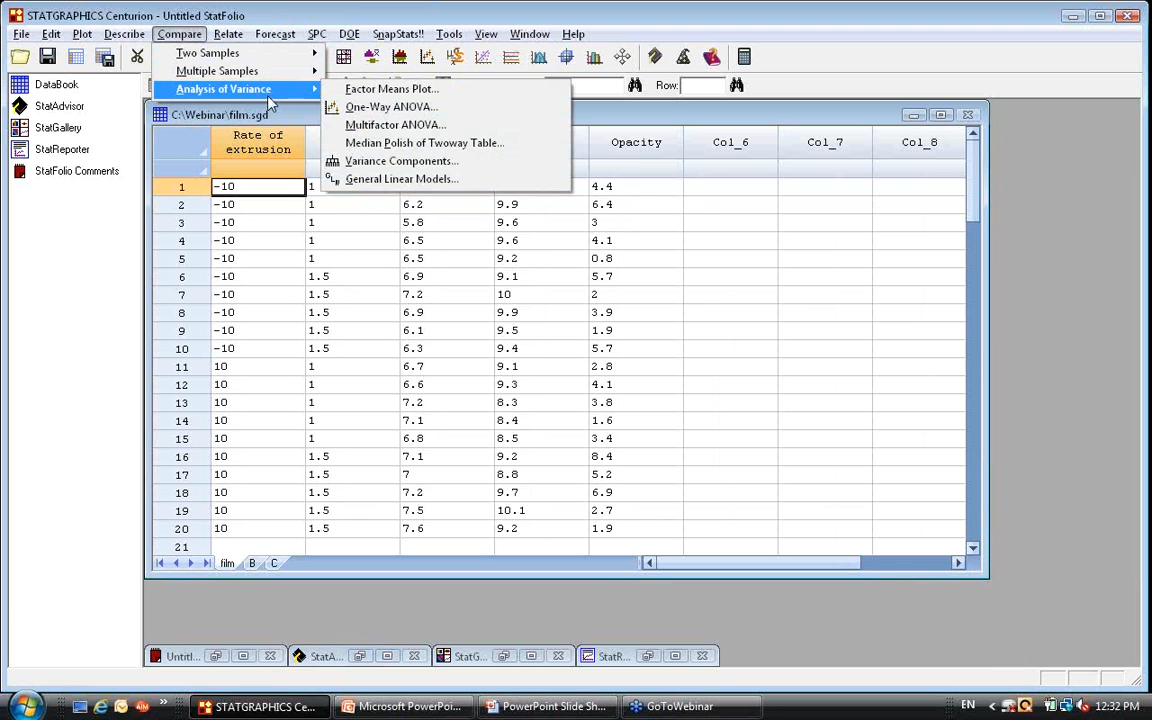 STATGRAPHICS Centurion - Untitled StatFolio
File Edit Plot Describe Compare Relate Forecast SPC DOE SnapStats!! Tools View Window Help
Two Samples
Multiple Samples
Analysis of Variance
Factor Means Plot...
One-Way ANOVA...
Multifactor ANOVA...
Median Polish of Twoway Table...
Variance Components...
General Linear Models...
Row:
DataBook
StatAdvisor
StatGallery
StatReporter
StatFolio Comments
C:\Webinar\film.sgd
Rate of extrusion Opacity Col_6 Col_7 Col_8
1 -10 1 4.4
2 -10 1 6.2 9.9 6.4
3 -10 1 5.8 9.6 3
4 -10 1 6.5 9.6 4.1
5 -10 1 6.5 9.2 0.8
6 -10 1.5 6.9 9.1 5.7
7 -10 1.5 7.2 10 2
8 -10 1.5 6.9 9.9 3.9
9 -10 1.5 6.1 9.5 1.9
10 -10 1.5 6.3 9.4 5.7
11 10 1 6.7 9.1 2.8
12 10 1 6.6 9.3 4.1
13 10 1 7.2 8.3 3.8
14 10 1 7.1 8.4 1.6
15 10 1 6.8 8.5 3.4
16 10 1.5 7.1 9.2 8.4
17 10 1.5 7 8.8 5.2
18 10 1.5 7.2 9.7 6.9
19 10 1.5 7.5 10.1 2.7
20 10 1.5 7.6 9.2 1.9
21
film B C
Untitl... StatA... StatG... StatR...
STATGRAPHICS Ce... Microsoft PowerPoi... PowerPoint Slide Sh... GoToWebinar EN 12:32 PM